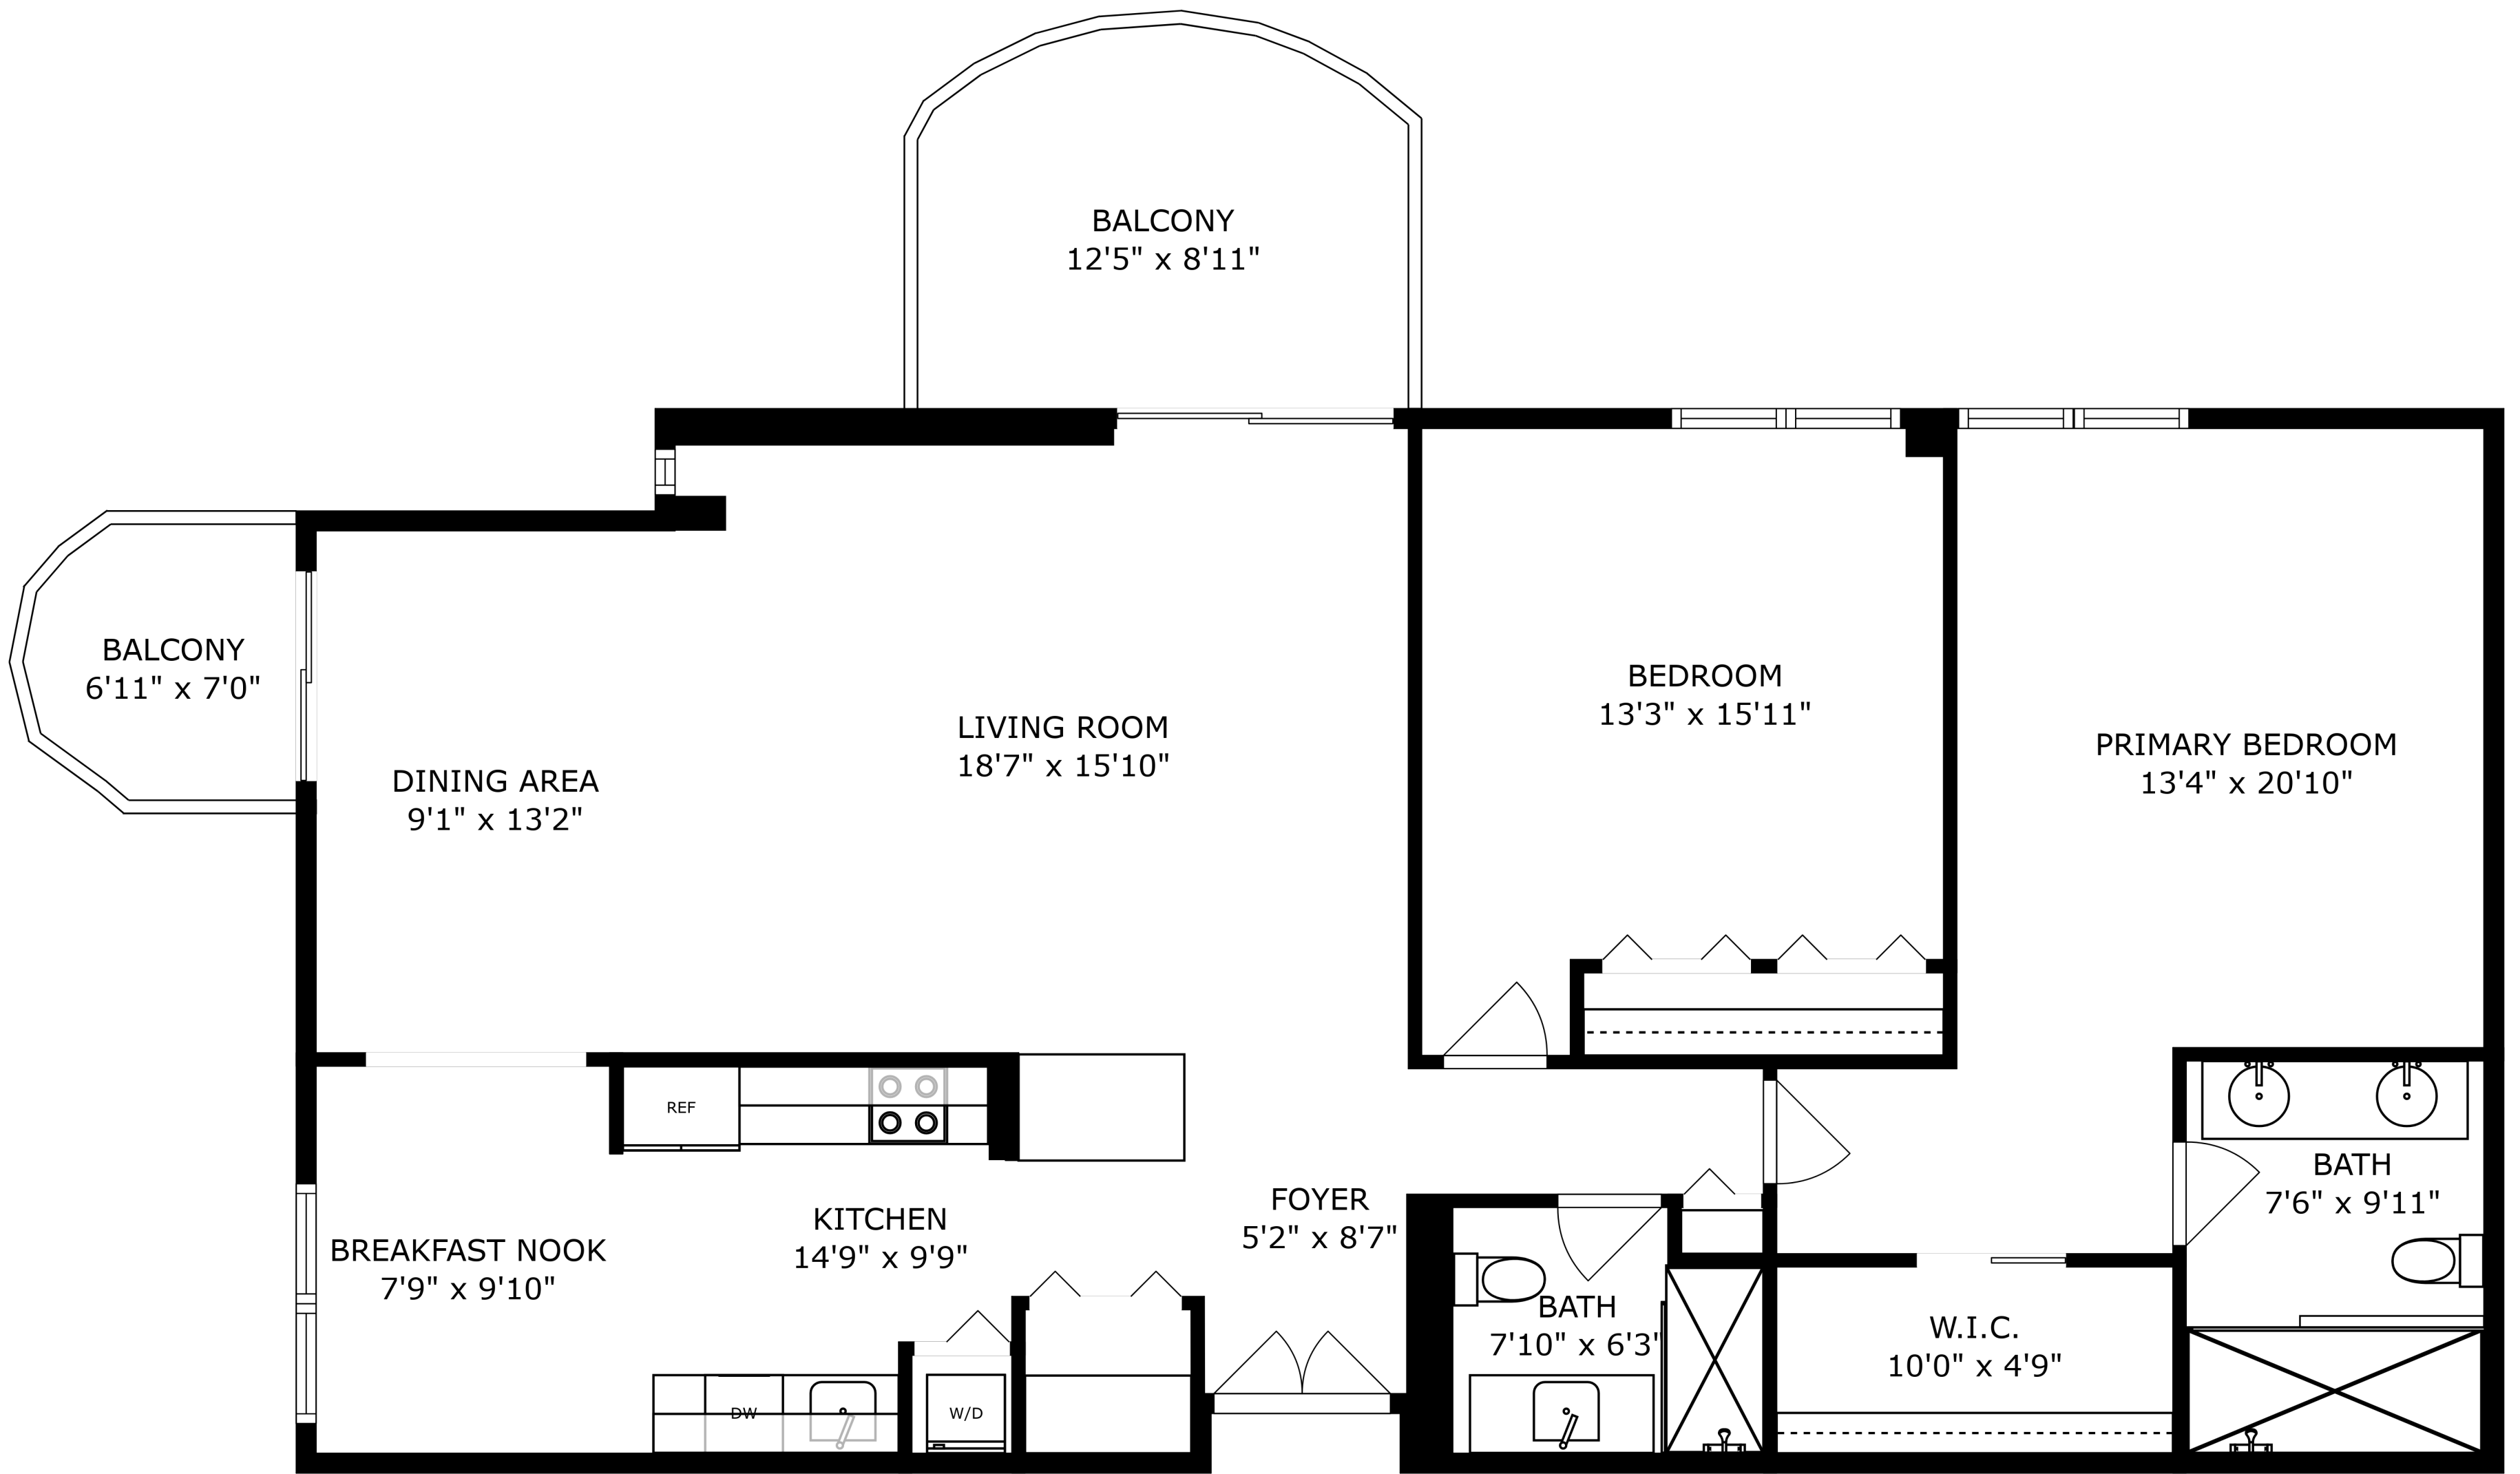 BALCONY
12'5" x 8'11"
BALCONY
6'11" x 7'0"
DINING AREA
9'1" x 13'2"
LIVING ROOM
18'7" x 15'10"
BEDROOM
13'3" x 15'11"
PRIMARY BEDROOM
13'4" x 20'10"
REF
BREAKFAST NOOK
7'9" x 9'10"
KITCHEN
14'9" x 9'9"
FOYER
5'2" x 8'7"
BATH
7'10" x 6'3"
W.I.C.
10'0" x 4'9"
BATH
7'6" x 9'11"
DW
W/D